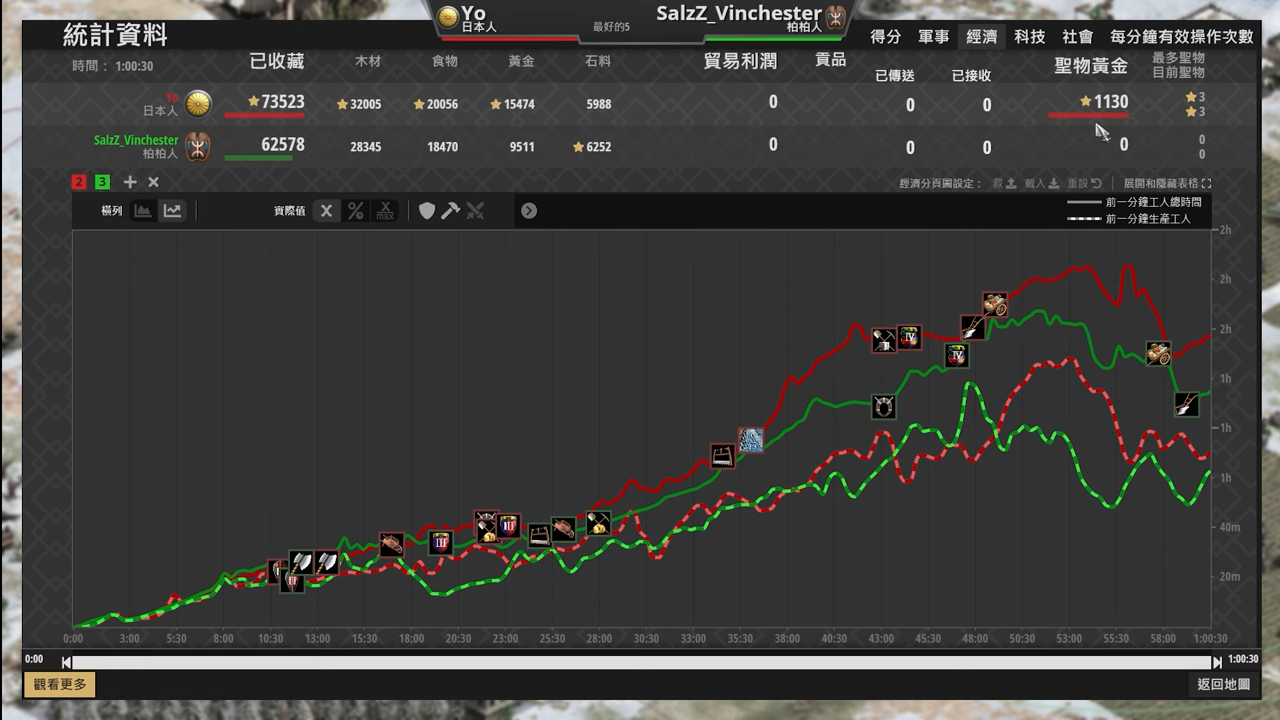 Yo
日本人
最好的5
SalzZ_Vinchester
柏柏人
統計資料
得分 軍事 經濟 科技 社會 每分鐘有效操作次數
時間： 1:00:30
已收藏 木材 食物 黃金 石料 貿易利潤 貢品 已傳送 已接收 聖物黃金 最多聖物
目前聖物
Yo
日本人
73523 32005 20056 15474 5988 0 0 0 1130 3
3
SalzZ_Vinchester
柏柏人
62578 28345 18470 9511 6252 0 0 0 0 0
0
2 3
經濟分頁圖設定： 載入 重設 展開和隱藏表格
橫列 實際值 X % X max
前一分鐘工人總時間
前一分鐘生產工人
2h
2h
2h
1h
1h
1h
40m
20m
0:00 3:00 5:30 8:00 10:30 13:00 15:30 18:00 20:30 23:00 25:30 28:00 30:30 33:00 35:30 38:00 40:30 43:00 45:30 48:00 50:30 53:00 55:30 58:00 1:00:30
0:00 1:00:30
觀看更多
返回地圖